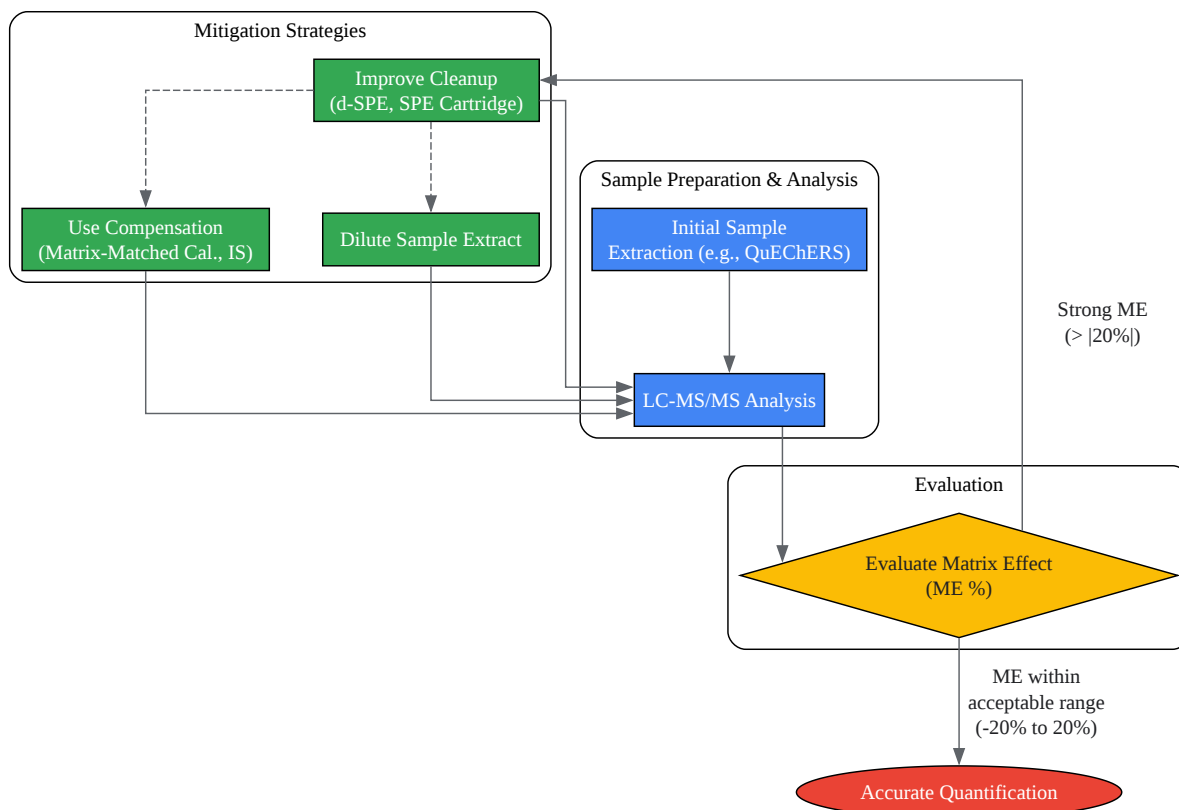 Mitigation Strategies
Improve Cleanup
(d-SPE, SPE Cartridge)
Use Compensation
(Matrix-Matched Cal., IS)
Dilute Sample Extract
Sample Preparation & Analysis
Initial Sample
Extraction (e.g., QuEChERS)
LC-MS/MS Analysis
Strong ME
(> |20%|)
Evaluation
Evaluate Matrix Effect
(ME %)
ME within
acceptable range
(-20% to 20%)
Accurate Quantification